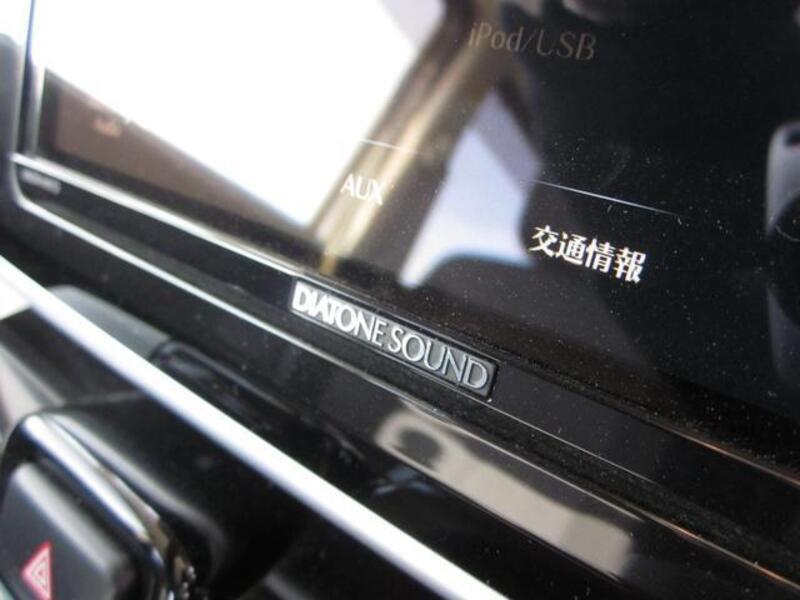 iPod/USB
AUX
交通情報
DIATONE SOUND